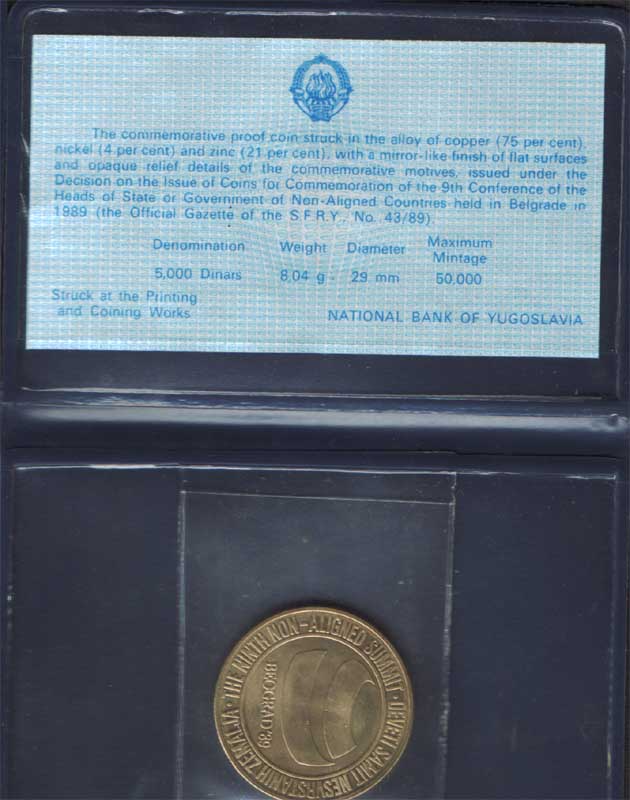 The commemorative proof coin struck in the alloy of copper (75 per cent),
nickel (4 per cent) and zinc (21 per cent), with a mirror-like finish of flat surfaces
and opaque relief details of the commemorative motives, issued under the
Decision on the Issue of Coins for Commemoration of the 9th Conference of the
Heads of State or Government of Non-Aligned Countries held in Belgrade in
1989 (the Official Gazette of the S.F.R.Y., No. 43/89).
Denomination Weight Diameter Maximum
Mintage
5,000 Dinars 8,04 g 29 mm 50.000
Struck at the Printing
and Coining Works
NATIONAL BANK OF YUGOSLAVIA
THE NINTH NON-ALIGNED SUMMIT · DEVETI SAMIT NESVRSTANIH ZEMALJA ·
BEOGRAD '89